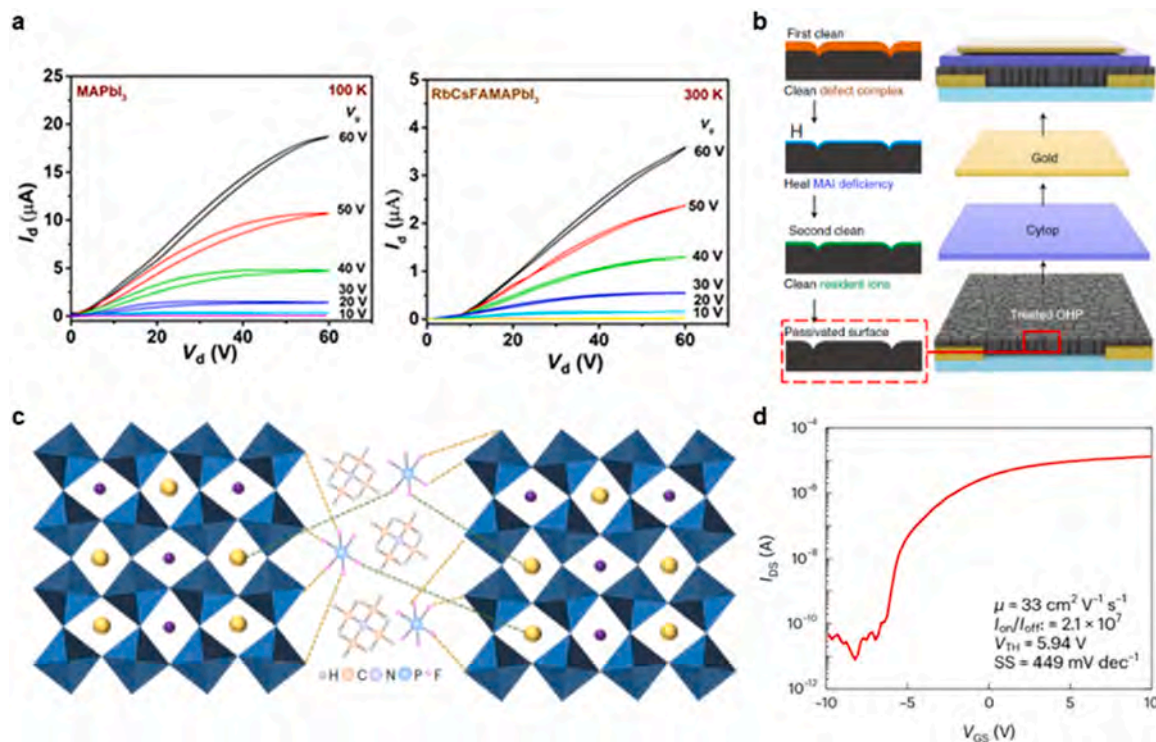 a
MAPbI3
100 K
Vg
60 V
50 V
40 V
30 V
20 V
10 V
25
20
15
10
5
0
Id (μA)
0
20
40
60
Vd (V)
RbCsFAMAPbI3
300 K
Vg
60 V
50 V
40 V
30 V
20 V
10 V
5
4
3
2
1
0
Id (μA)
0
20
40
60
Vd (V)
b
First clean
Clean defect complex
H
Heal MAI deficiency
Second clean
Clean resident ions
Passivated surface
Gold
Cytop
Treated OHP
c
H C N P F
d
10−4
10−6
10−8
10−10
10−12
IDS (A)
μ = 33 cm2 V−1 s−1
Ion/Ioff: = 2.1 × 107
VTH = 5.94 V
SS = 449 mV dec−1
-10
-5
0
5
10
VGS (V)